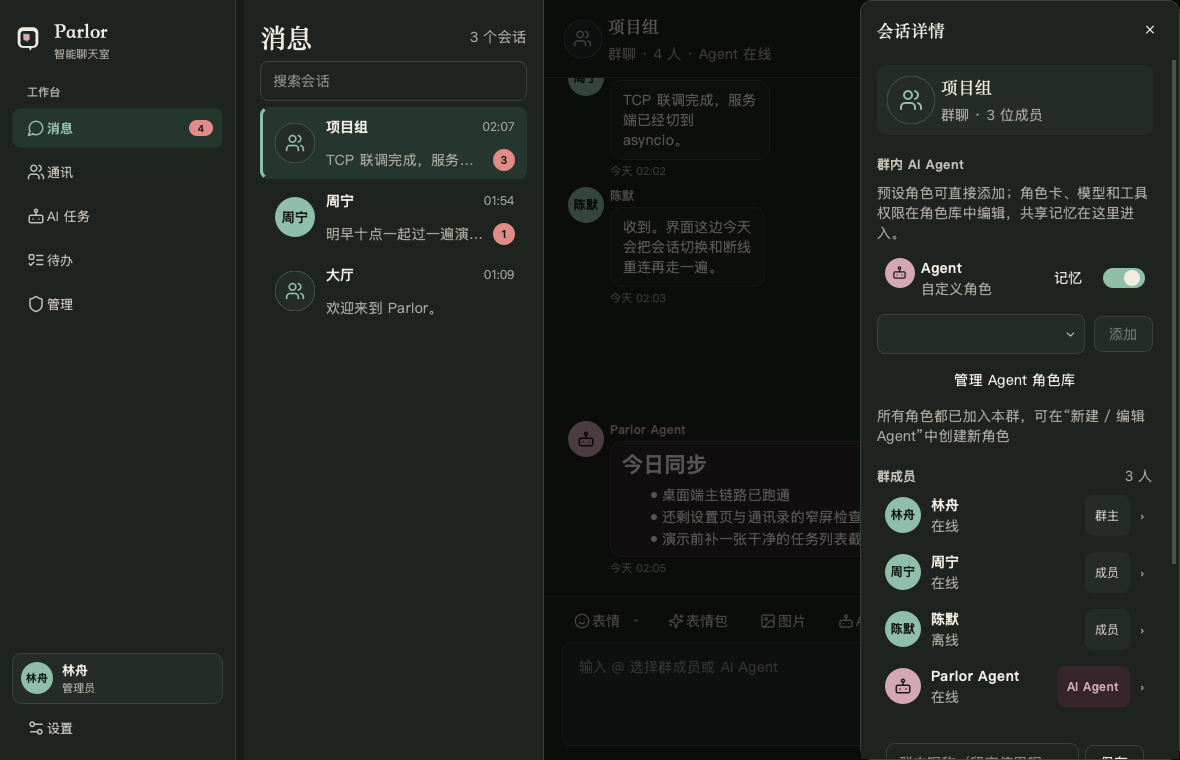 Parlor
智能聊天室
工作台
消息
4
通讯
AI 任务
待办
管理
林舟
林舟
管理员
设置
消息
3 个会话
搜索会话
项目组
02:07
TCP 联调完成，服务…
3
周宁
周宁
01:54
明早十点一起过一遍演…
1
大厅
01:09
欢迎来到 Parlor。
项目组
群聊 · 4 人 · Agent 在线
周宁
TCP 联调完成，服务
端已经切到
asyncio。
今天 02:02
陈默
陈默
收到。界面这边今天
会把会话切换和断线
重连再走一遍。
今天 02:03
Parlor Agent
今日同步
桌面端主链路已跑通
还剩设置页与通讯录的窄屏检查
演示前补一张干净的任务列表截
今天 02:05
表情
表情包
图片
A
输入 @ 选择群成员或 AI Agent
会话详情
×
项目组
群聊 · 3 位成员
群内 AI Agent
预设角色可直接添加；角色卡、模型和工具
权限在角色库中编辑，共享记忆在这里进
入。
Agent
自定义角色
记忆
添加
管理 Agent 角色库
所有角色都已加入本群，可在“新建 / 编辑
Agent”中创建新角色
群成员
3 人
林舟
林舟
在线
群主
›
周宁
周宁
在线
成员
›
陈默
陈默
离线
成员
›
Parlor Agent
在线
AI Agent
›